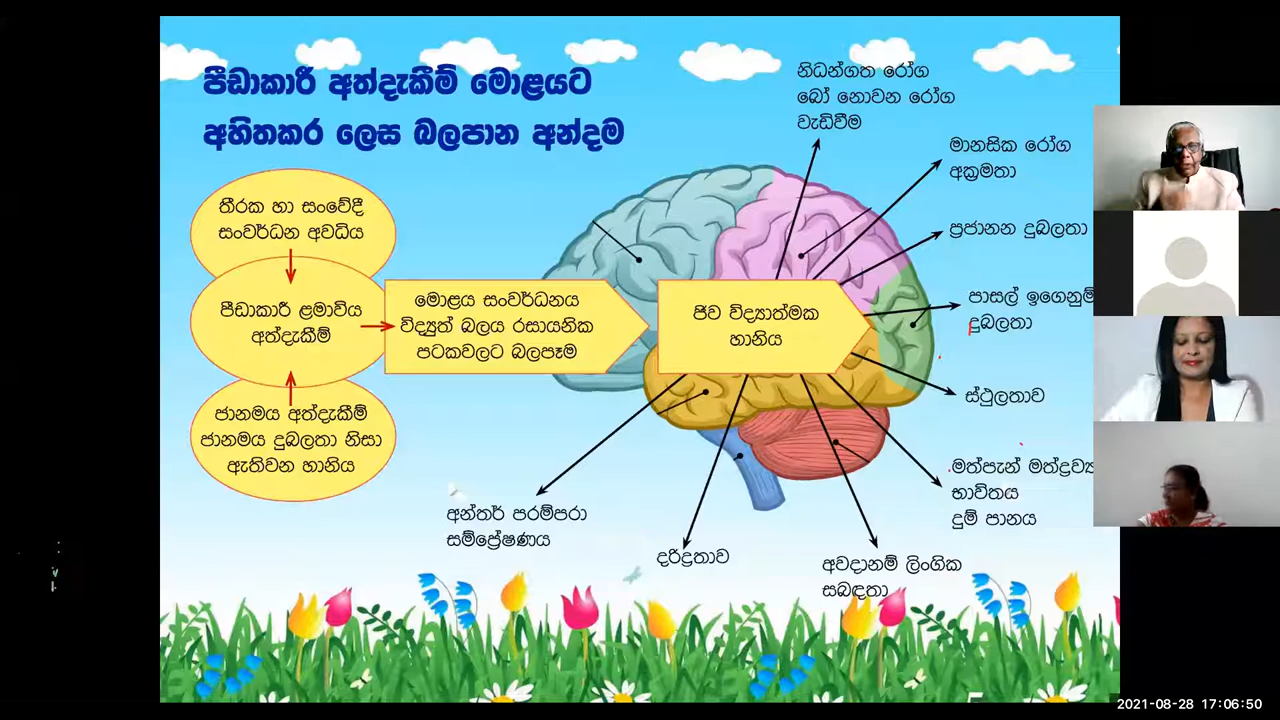 පීඩාකාරී අත්දැකීම් මොළයට
අහිතකර ලෙස බලපාන අන්දම
තීරක හා සංවේදී
සංවර්ධන අවධිය
පීඩාකාරී ළමාවිය
අත්දැකීම්
ජානමය අත්දැකීම්
ජානමය දුබලතා නිසා
ඇතිවන හානිය
මොළය සංවර්ධනය
විද්‍යුත් බලය රසායනික
පටකවලට බලපෑම
ජිව විද්‍යාත්මක
හානිය
නිධන්ගත රෝග
බෝ නොවන රෝග
වැඩිවීම
මානසික රෝග
අක්‍රමතා
ප්‍රජානන දුබලතා
පාසල් ඉගෙනුම්
දුබලතා
ස්ථුලතාව
මත්පැන් මත්ද්‍රව්‍ය
භාවිතය
දුම් පානය
අවදානම් ලිංගික
සබඳතා
දරිද්‍රතාව
අන්තර් පරම්පරා
සම්ප්‍රේෂණය
2021-08-28 17:06:50